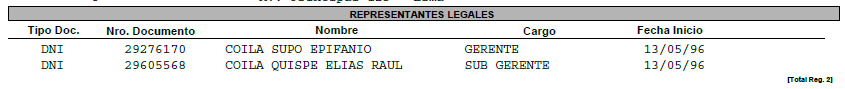 REPRESENTANTES LEGALES
Tipo Doc. Nro. Documento Nombre Cargo Fecha Inicio
DNI 29276170 COILA SUPO EPIFANIO GERENTE 13/05/96
DNI 29605568 COILA QUISPE ELIAS RAUL SUB GERENTE 13/05/96
[Total Reg. 2]